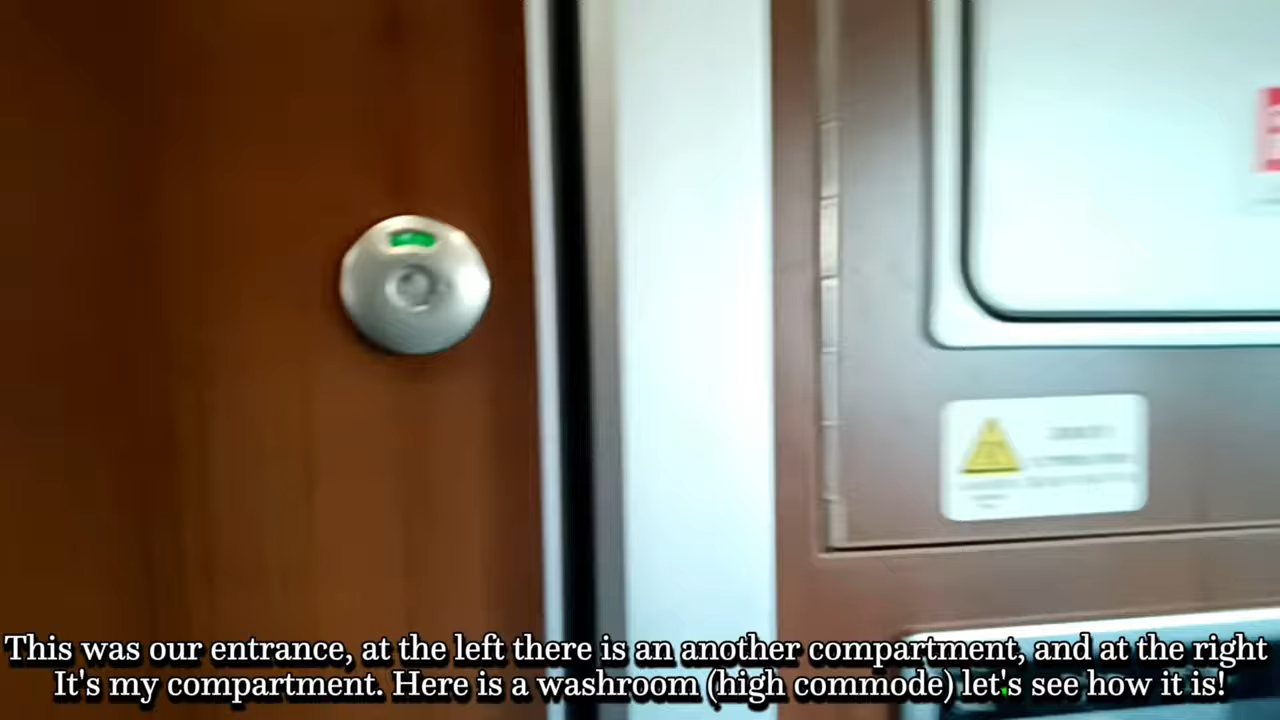 This was our entrance, at the left there is an another compartment, and at the right
It's my compartment. Here is a washroom (high commode) let's see how it is!